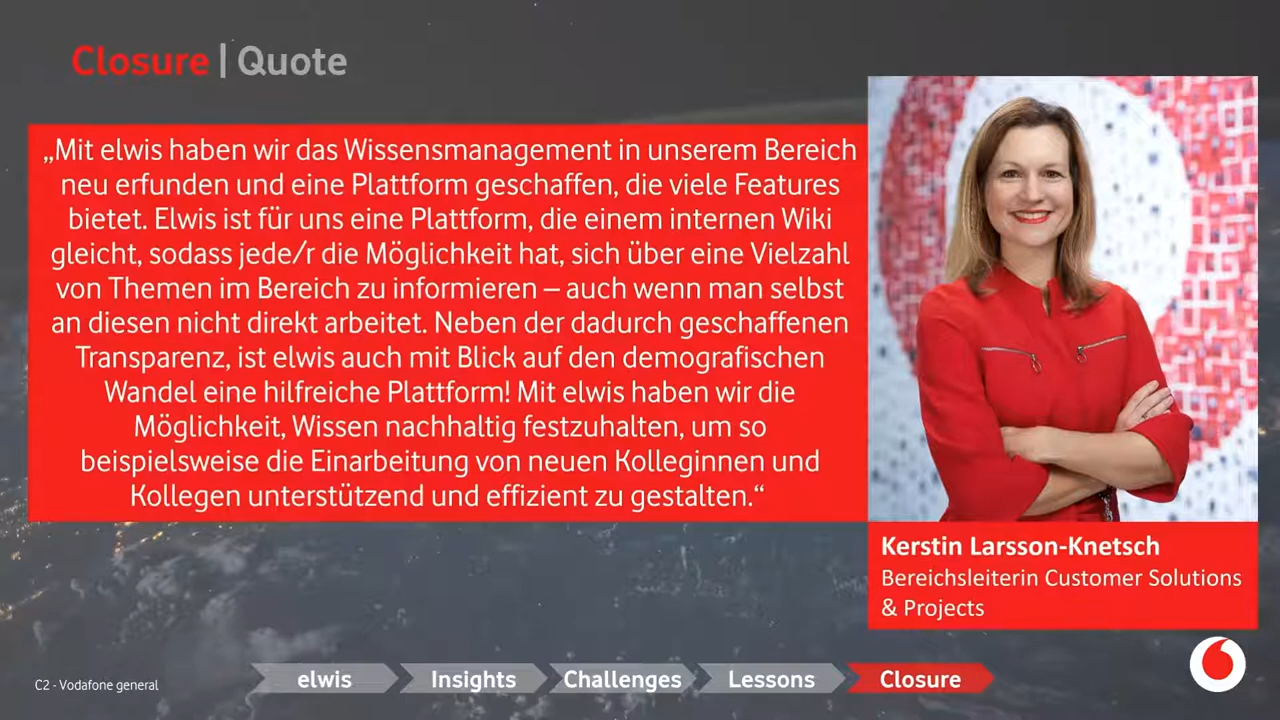 Closure | Quote
„Mit elwis haben wir das Wissensmanagement in unserem Bereich
neu erfunden und eine Plattform geschaffen, die viele Features
bietet. Elwis ist für uns eine Plattform, die einem internen Wiki
gleicht, sodass jede/r die Möglichkeit hat, sich über eine Vielzahl
von Themen im Bereich zu informieren – auch wenn man selbst
an diesen nicht direkt arbeitet. Neben der dadurch geschaffenen
Transparenz, ist elwis auch mit Blick auf den demografischen
Wandel eine hilfreiche Plattform! Mit elwis haben wir die
Möglichkeit, Wissen nachhaltig festzuhalten, um so
beispielsweise die Einarbeitung von neuen Kolleginnen und
Kollegen unterstützend und effizient zu gestalten.“
Kerstin Larsson-Knetsch
Bereichsleiterin Customer Solutions
& Projects
C2 - Vodafone general
elwis
Insights
Challenges
Lessons
Closure